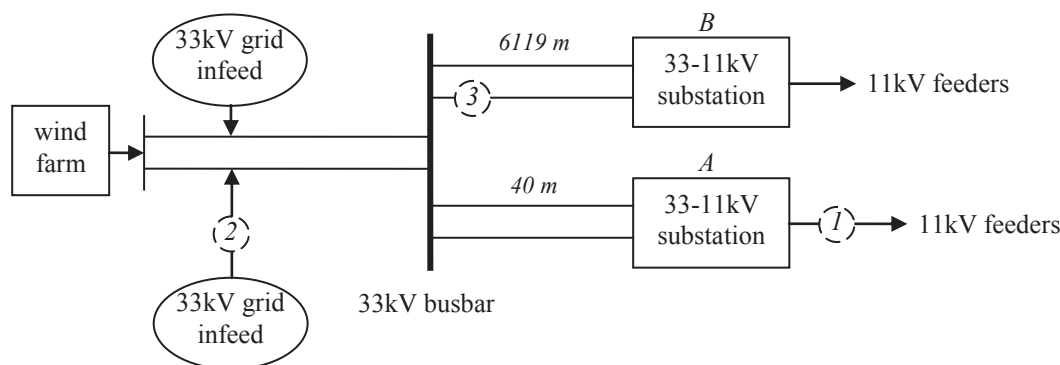 33kV grid
infeed
wind
farm
2
33kV grid
infeed
33kV busbar
6119 m
3
B
33-11kV
substation
11kV feeders
40 m
A
33-11kV
substation
1
11kV feeders